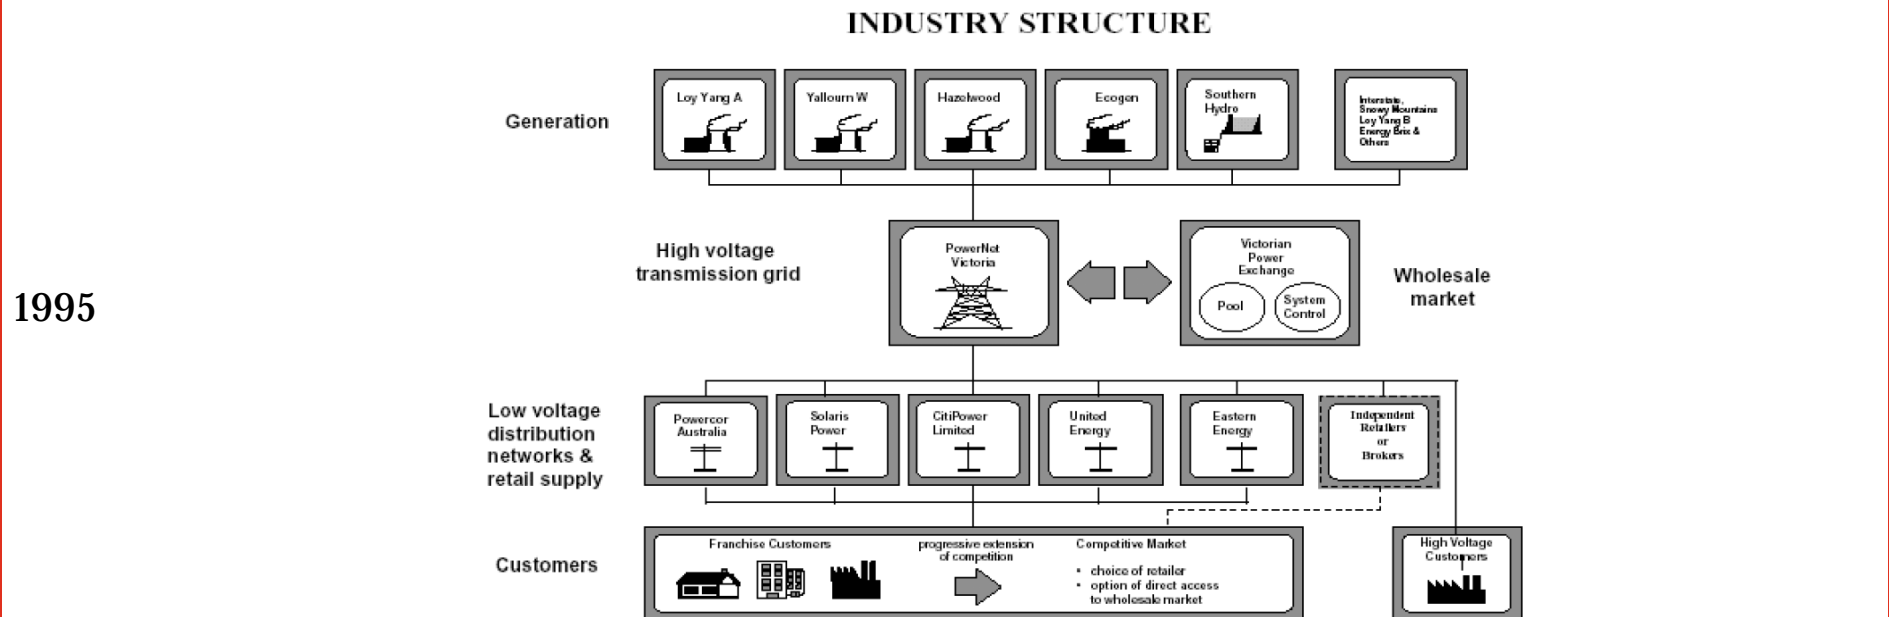 INDUSTRY STRUCTURE
Generation
Loy Yang A
Yallourn W
Hazelwood
Ecogen
Southern
Hydro
Interstate,
Snowy Mountains
Loy Yang B
Energy Brix &
Others
1995
High voltage
transmission grid
PowerNet
Victoria
Victorian
Power
Exchange
Pool
System
Control
Wholesale
market
Low voltage
distribution
networks &
retail supply
Powercor
Australia
Solaris
Power
CitiPower
Limited
United
Energy
Eastern
Energy
Independent
Retailers
or
Brokers
Customers
Franchise Customers
progressive extension
of competition
Competitive Market
• choice of retailer
• option of direct access
to wholesale market
High Voltage
Customers